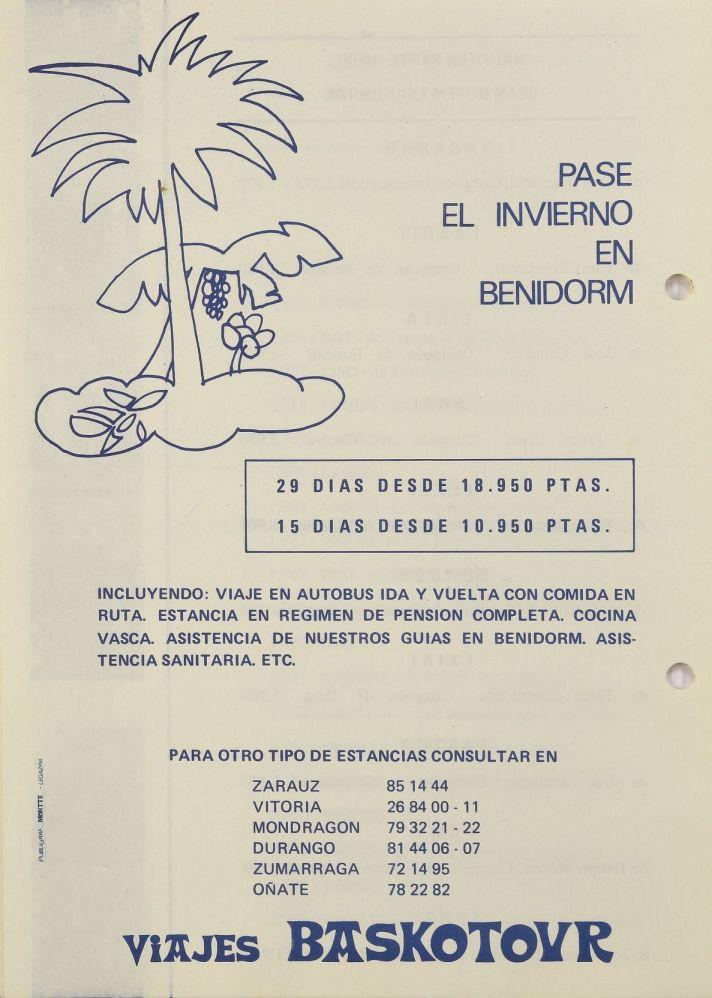 PASE
EL INVIERNO
EN
BENIDORM
29 DIAS DESDE 18.950 PTAS.
15 DIAS DESDE 10.950 PTAS.
INCLUYENDO: VIAJE EN AUTOBUS IDA Y VUELTA CON COMIDA EN
RUTA. ESTANCIA EN REGIMEN DE PENSION COMPLETA. COCINA
VASCA. ASISTENCIA DE NUESTROS GUIAS EN BENIDORM. ASIS-
TENCIA SANITARIA. ETC.
PARA OTRO TIPO DE ESTANCIAS CONSULTAR EN
ZARAUZ 85 14 44
VITORIA 26 84 00 - 11
MONDRAGON 79 32 21 - 22
DURANGO 81 44 06 - 07
ZUMARRAGA 72 14 95
OÑATE 78 22 82
VIAJES BASKOTOUR
PUBLIGRAF MONTTE - LEGAZPIA